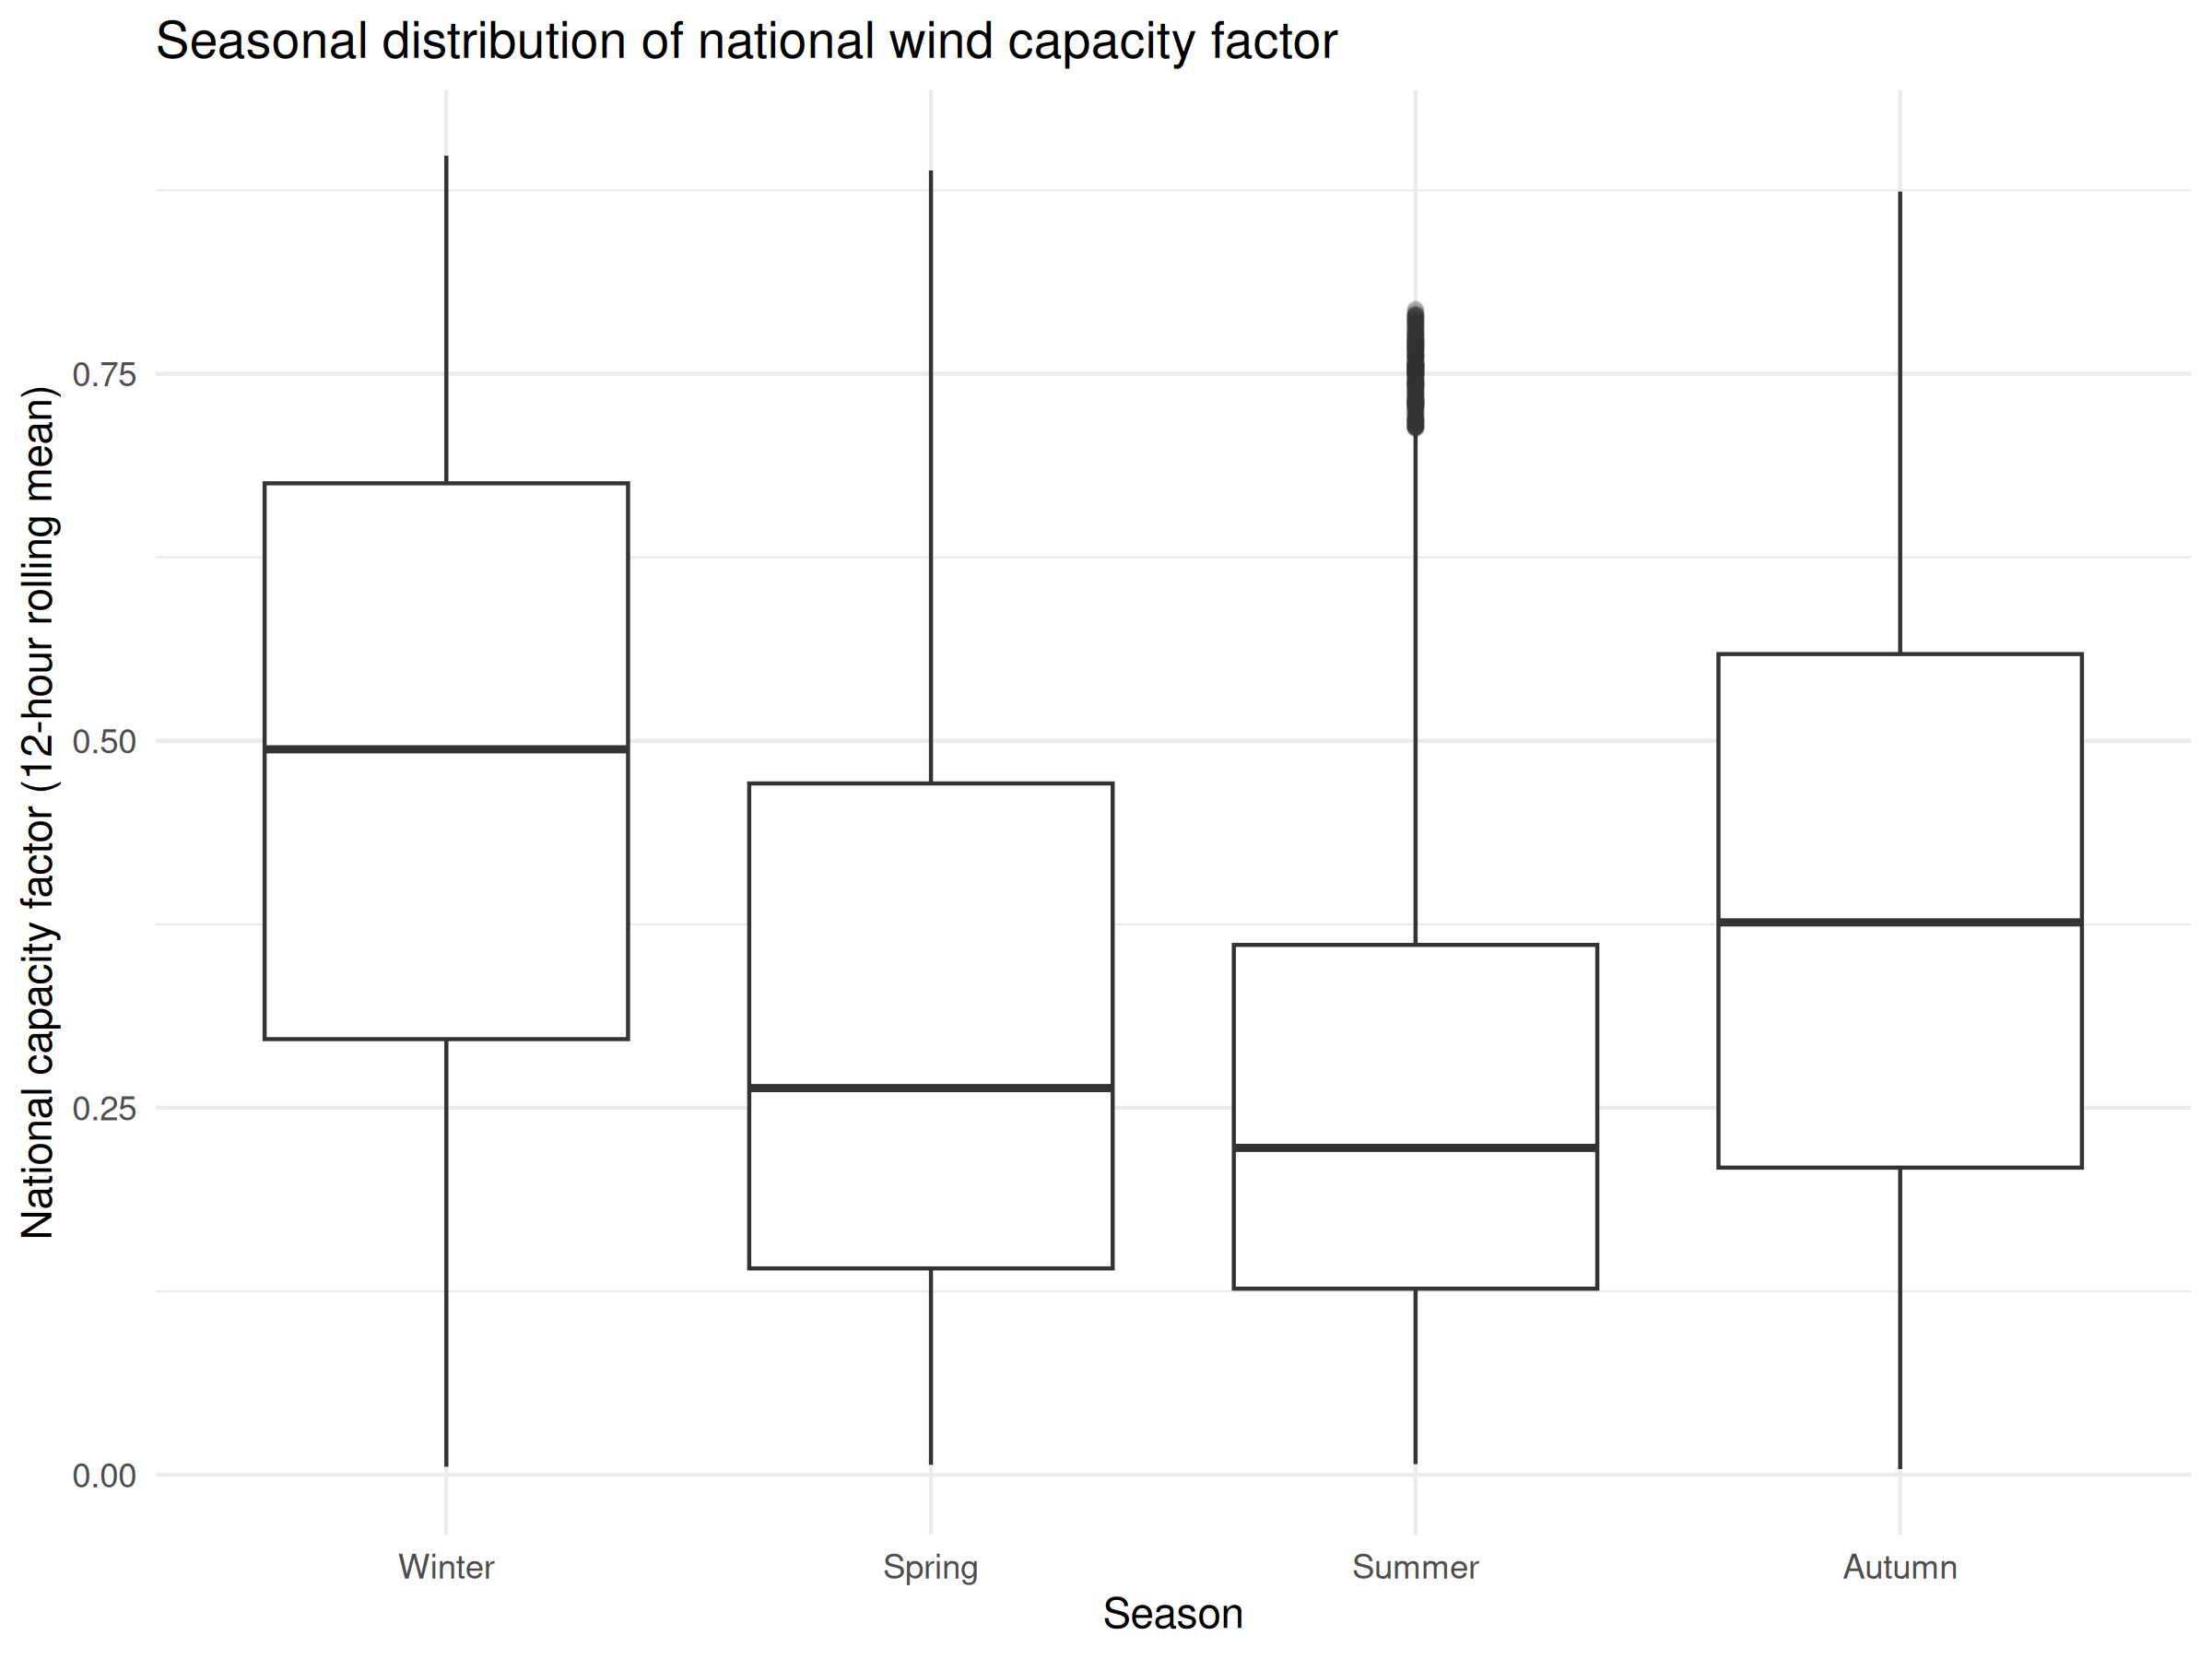 Seasonal distribution of national wind capacity factor
National capacity factor (12-hour rolling mean)
0.75
0.50
0.25
0.00
Winter Spring Summer Autumn
Season